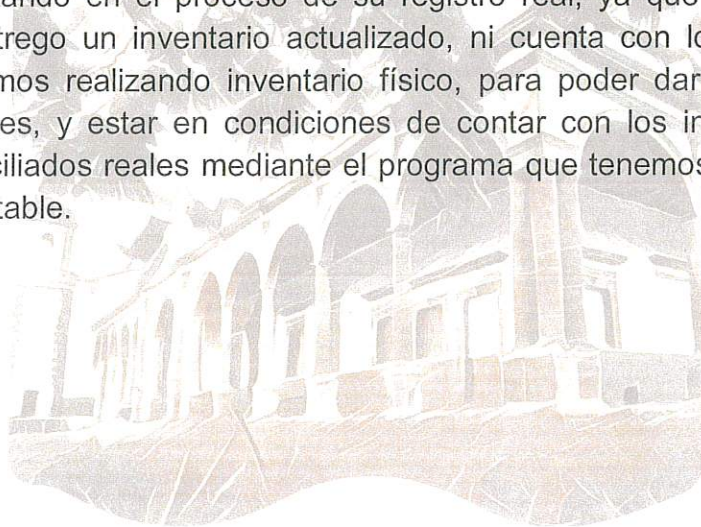 ando en el proceso de su registro real, ya que
trego un inventario actualizado, ni cuenta con lo
mos realizando inventario físico, para poder dar
es, y estar en condiciones de contar con los in
ciliados reales mediante el programa que tenemos
table.